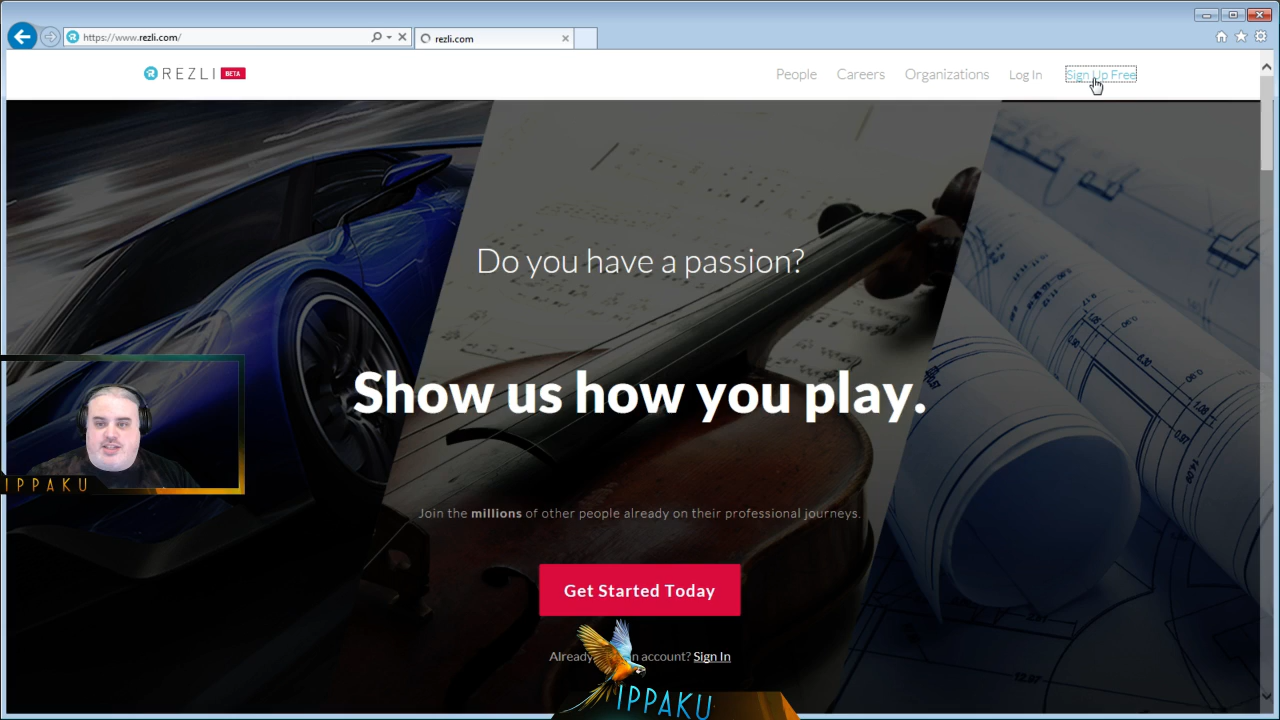 https://www.rezli.com/
rezli.com
REZLI BETA
People Careers Organizations Log In Sign Up Free
Do you have a passion?
Show us how you play.
Join the millions of other people already on their professional journeys.
Get Started Today
Already an account? Sign In
IPPAKU
IPPAKU